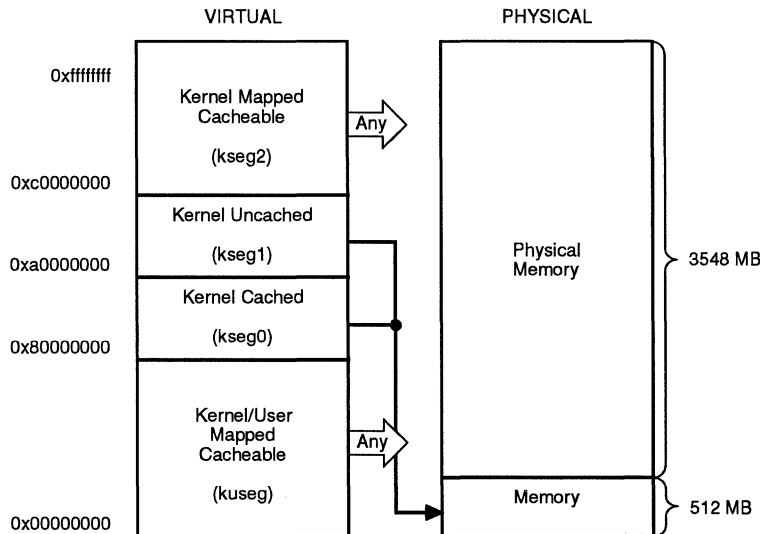 VIRTUAL
PHYSICAL
0xffffffff
Kernel Mapped
Cacheable
(kseg2)
Any
0xc0000000
Kernel Uncached
(kseg1)
0xa0000000
Kernel Cached
(kseg0)
0x80000000
Kernel/User
Mapped
Cacheable
(kuseg)
Any
0x00000000
Physical
Memory
3548 MB
Memory
512 MB